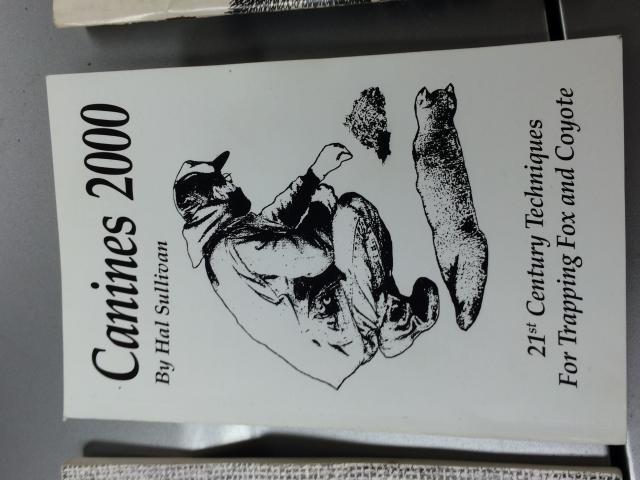 Canines 2000
By Hal Sullivan
21st Century Techniques
For Trapping Fox and Coyote